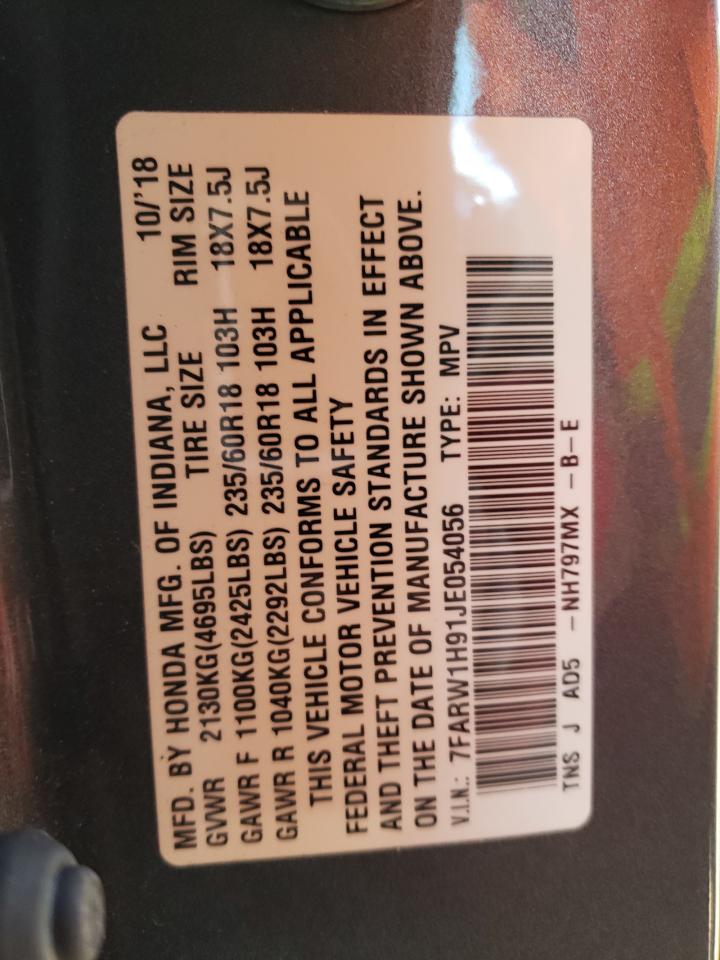 MFD. BY HONDA MFG. OF INDIANA, LLC 10/'18
GVWR 2130KG(4695LBS) TIRE SIZE RIM SIZE
GAWR F 1100KG(2425LBS) 235/60R18 103H 18X7.5J
GAWR R 1040KG(2292LBS) 235/60R18 103H 18X7.5J
THIS VEHICLE CONFORMS TO ALL APPLICABLE
FEDERAL MOTOR VEHICLE SAFETY
AND THEFT PREVENTION STANDARDS IN EFFECT
ON THE DATE OF MANUFACTURE SHOWN ABOVE.
V.I.N.: 7FARW1H91JE054056 TYPE: MPV
TNS J AD5 -NH797MX -B-E